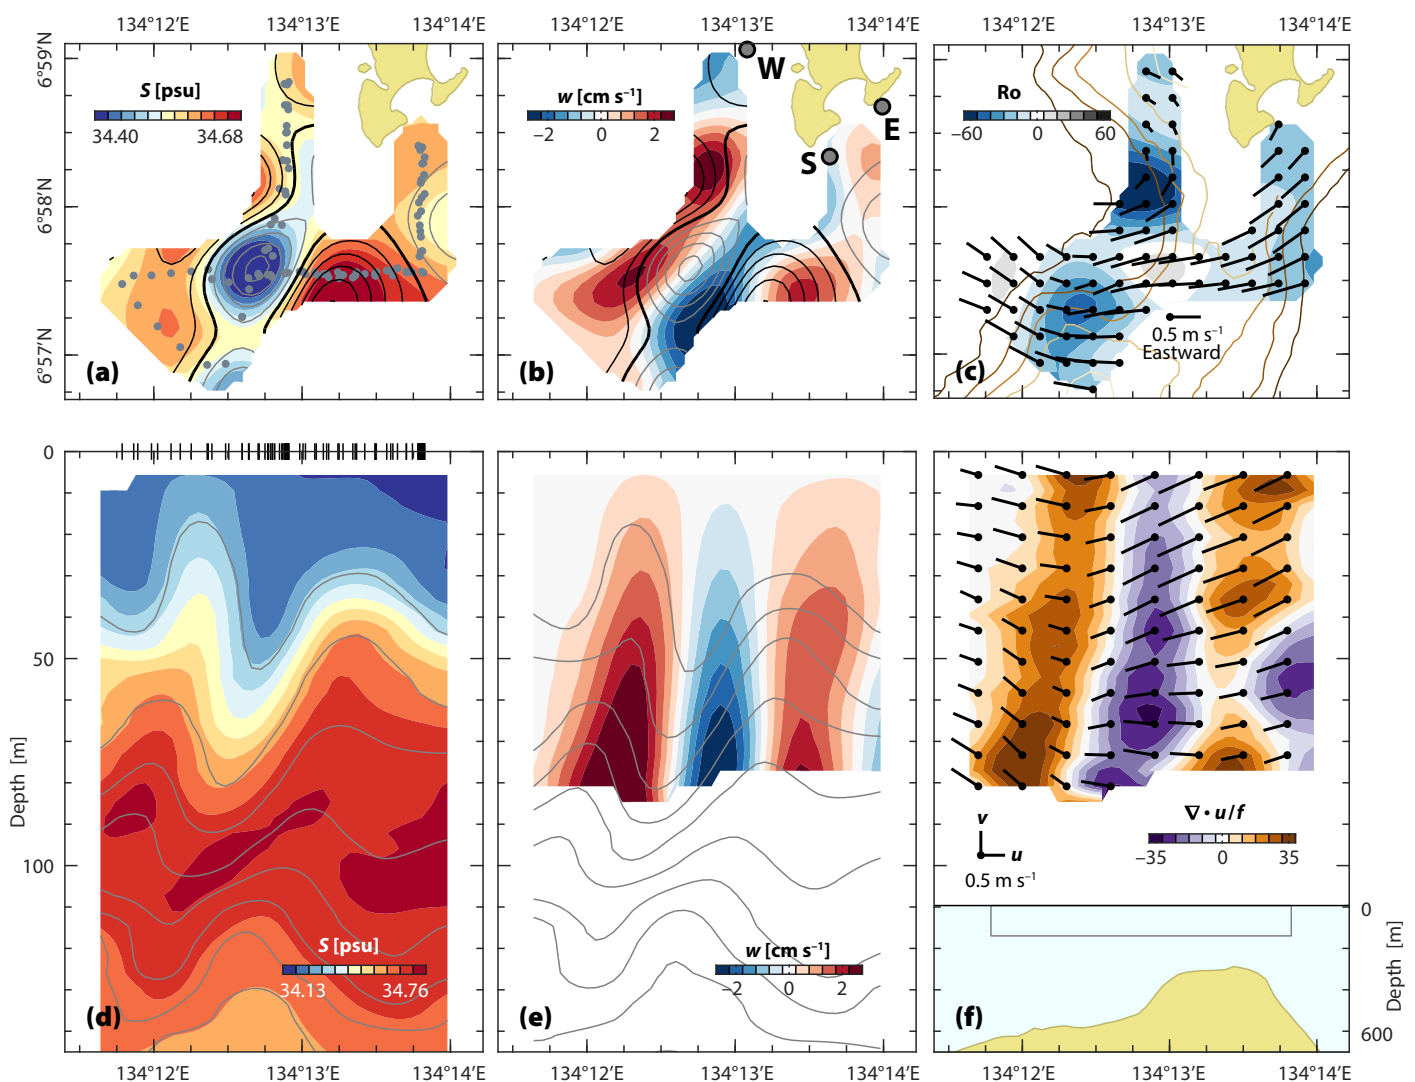 134°12′E 134°13′E 134°14′E 134°12′E 134°13′E 134°14′E 134°12′E 134°13′E 134°14′E
6°59′N
6°58′N
6°57′N
S [psu]
34.40 34.68
(a)
w [cm s⁻¹]
−2 0 2
W
E
S
(b)
Ro
−60 0 60
0.5 m s⁻¹
Eastward
(c)
0
50
100
Depth [m]
S [psu]
34.13 34.76
(d)
w [cm s⁻¹]
−2 0 2
(e)
v
u
0.5 m s⁻¹
∇ • u/f
−35 0 35
0
600
Depth [m]
(f)
134°12′E 134°13′E 134°14′E 134°12′E 134°13′E 134°14′E 134°12′E 134°13′E 134°14′E